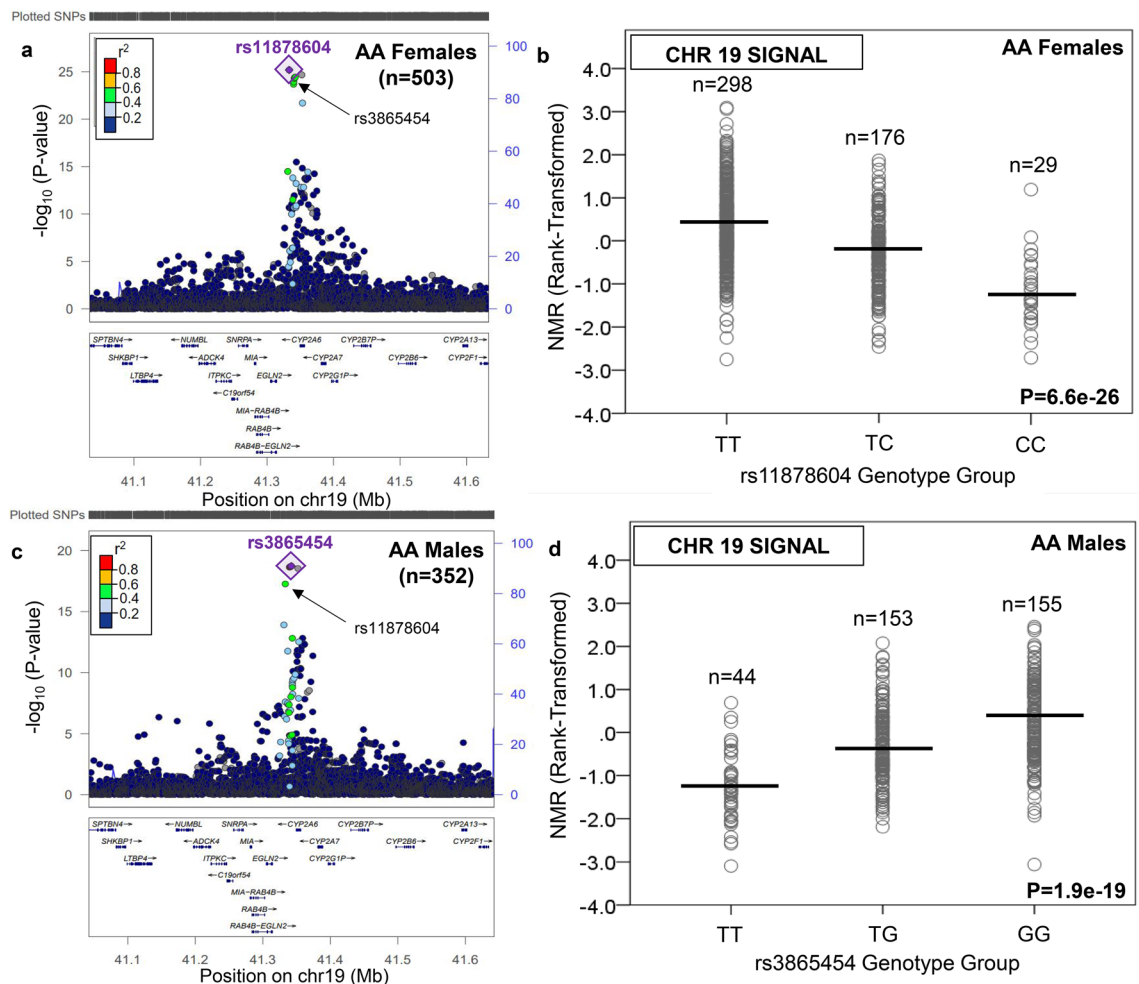 Plotted SNPs
a
r2
0.8
0.6
0.4
0.2
rs11878604
AA Females
(n=503)
rs3865454
25
20
15
10
5
0
100
80
60
40
20
0
-log10 (P-value)
SPTBN4→ ←NUMBL SNRPA→ ←CYP2A6 CYP2B7P→ CYP2A13→
SHKBP1→ ←ADCK4 MIA→ ←CYP2A7 CYP2B6→ CYP2F1→
LTBP4→ ITPKC→ EGLN2→ CYP2G1P→
←C19orf54
MIA−RAB4B→
RAB4B→
RAB4B−EGLN2→
41.1 41.2 41.3 41.4 41.5 41.6
Position on chr19 (Mb)
b
CHR 19 SIGNAL
AA Females
n=298
n=176
n=29
4.0
3.0
2.0
1.0
.0
-1.0
-2.0
-3.0
-4.0
NMR (Rank-Transformed)
P=6.6e-26
TT TC CC
rs11878604 Genotype Group
Plotted SNPs
c
r2
0.8
0.6
0.4
0.2
rs3865454
AA Males
(n=352)
rs11878604
20
15
10
5
0
100
80
60
40
20
0
-log10 (P-value)
SPTBN4→ ←NUMBL SNRPA→ ←CYP2A6 CYP2B7P→ CYP2A13→
SHKBP1→ ←ADCK4 MIA→ ←CYP2A7 CYP2B6→ CYP2F1→
LTBP4→ ITPKC→ EGLN2→ CYP2G1P→
←C19orf54
MIA−RAB4B→
RAB4B→
RAB4B−EGLN2→
41.1 41.2 41.3 41.4 41.5 41.6
Position on chr19 (Mb)
d
CHR 19 SIGNAL
AA Males
n=44
n=153
n=155
4.0
3.0
2.0
1.0
.0
-1.0
-2.0
-3.0
-4.0
NMR (Rank-Transformed)
P=1.9e-19
TT TG GG
rs3865454 Genotype Group